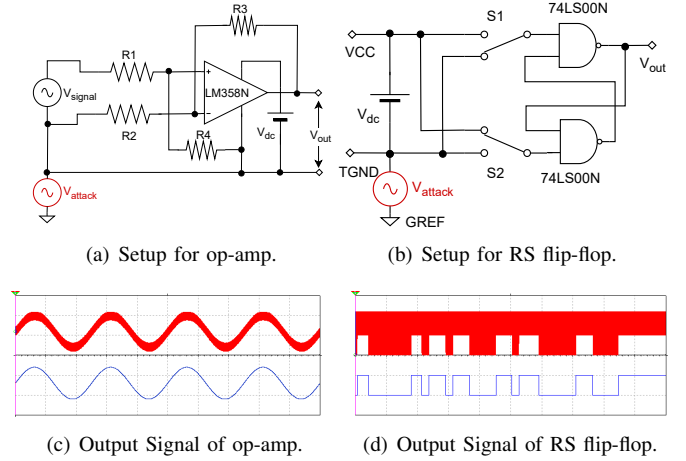 R3
R1
V_signal
LM358N
+
−
R2
R4
V_dc
V_out
V_attack
(a) Setup for op-amp.
74LS00N
S1
VCC
V_out
V_dc
S2
74LS00N
TGND
V_attack
GREF
(b) Setup for RS flip-flop.
(c) Output Signal of op-amp.
(d) Output Signal of RS flip-flop.